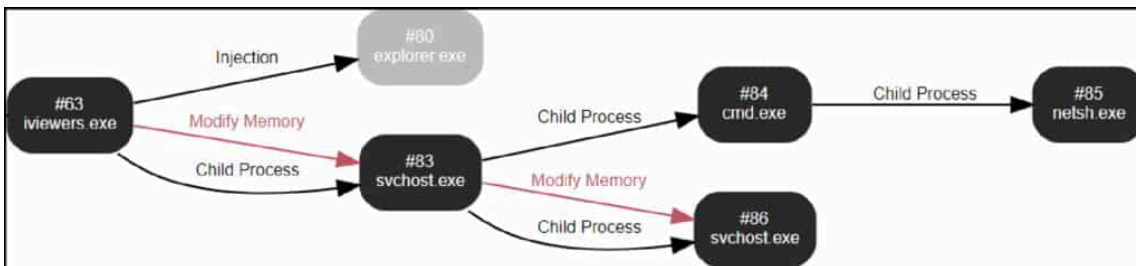 #80
explorer.exe
Injection
#63
iviewers.exe
#84
cmd.exe
Child Process
#85
netsh.exe
Modify Memory
Child Process
#83
svchost.exe
Child Process
Modify Memory
#86
svchost.exe
Child Process